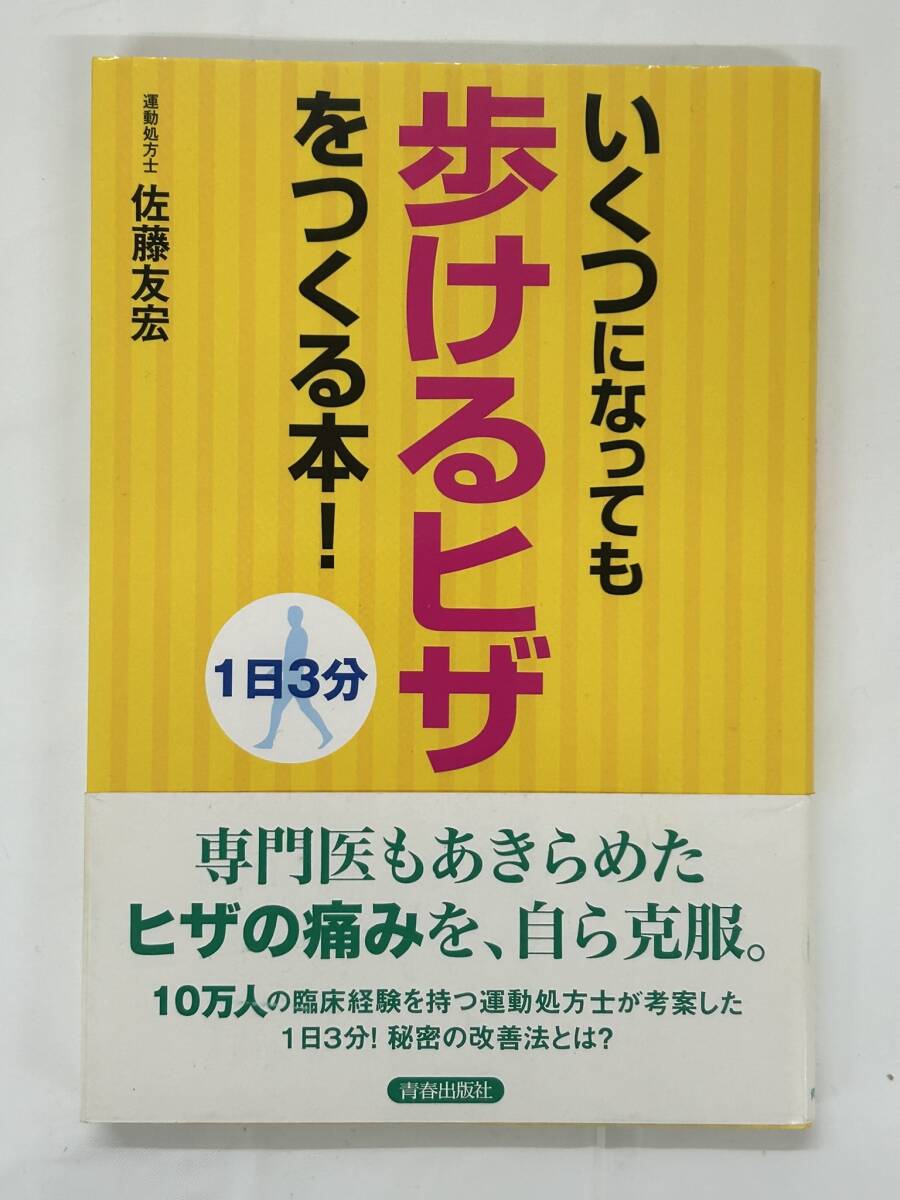 いくつになっても
歩けるヒザ
をつくる本！
運動処方士 佐藤友宏
1日3分
専門医もあきらめた
ヒザの痛みを、自ら克服。
10万人の臨床経験を持つ運動処方士が考案した
1日3分！秘密の改善法とは？
青春出版社